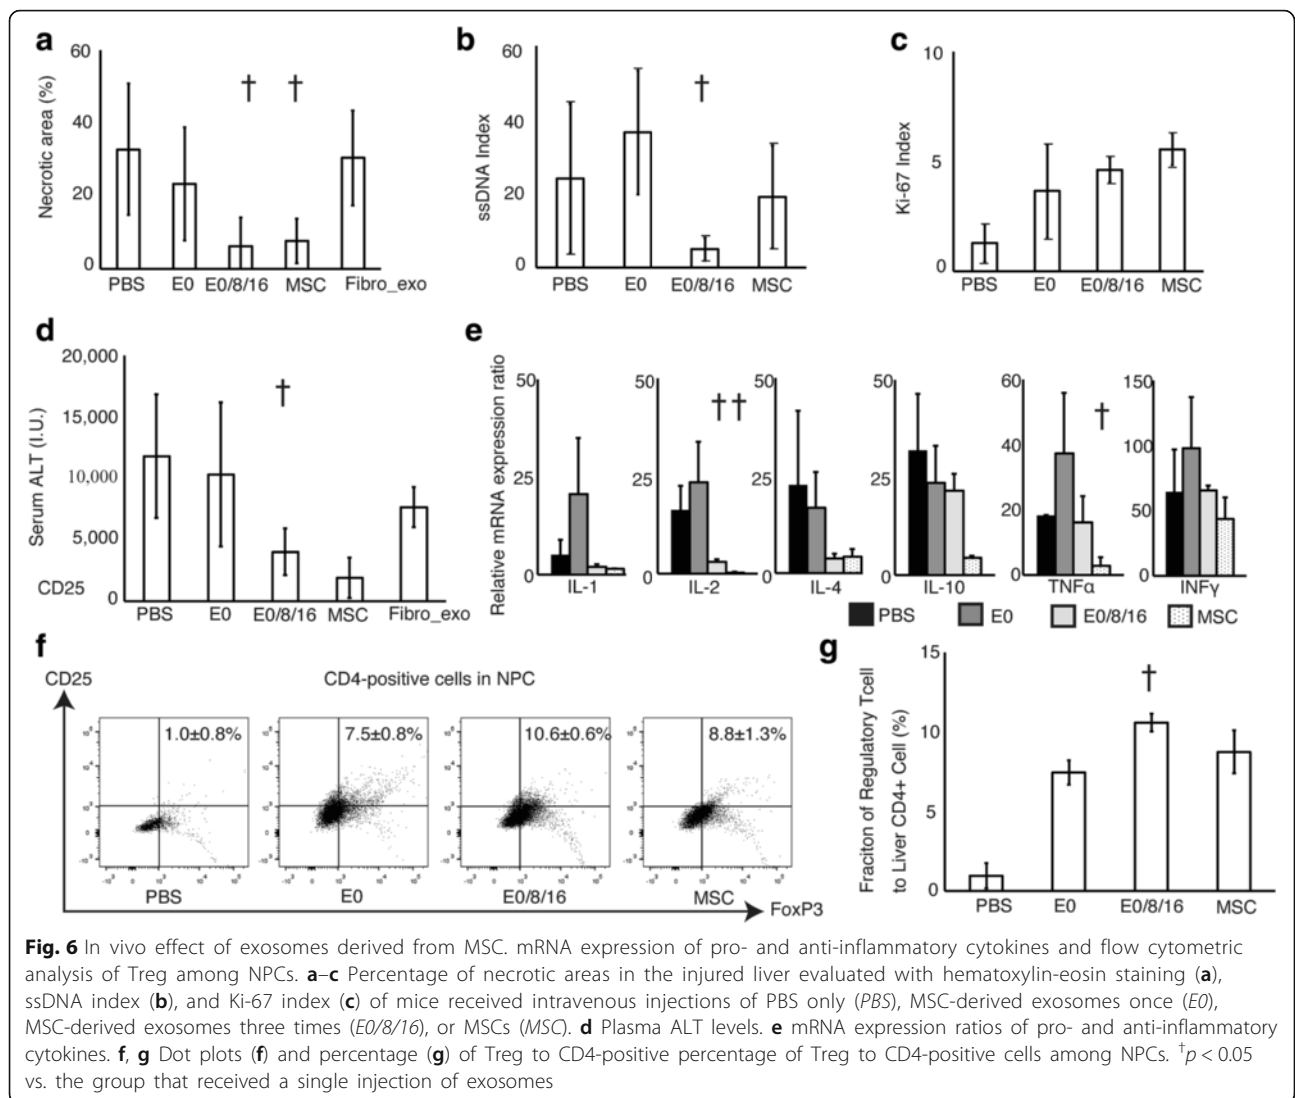 a
60
40
20
0
Necrotic area (%)
† †
PBS E0 E0/8/16 MSC Fibro_exo
b
60
40
20
0
ssDNA Index
†
PBS E0 E0/8/16 MSC
c
10
5
0
Ki-67 Index
PBS E0 E0/8/16 MSC
d
20,000
15,000
10,000
5,000
0
Serum ALT (I.U.)
CD25
†
PBS E0 E0/8/16 MSC Fibro_exo
e
Relative mRNA expression ratio
50
25
0
IL-1
50
25
0
† †
IL-2
50
25
0
IL-4
50
25
0
IL-10
60
40
20
0
†
TNFα
150
100
50
0
INFγ
PBS E0 E0/8/16 MSC
f
CD25
CD4-positive cells in NPC
1.0±0.8% 7.5±0.8% 10.6±0.6% 8.8±1.3%
PBS E0 E0/8/16 MSC
FoxP3
g
15
10
5
0
Fraciton of Regulatory Tcell
to Liver CD4+ Cell (%)
†
PBS E0 E0/8/16 MSC
Fig. 6 In vivo effect of exosomes derived from MSC. mRNA expression of pro- and anti-inflammatory cytokines and flow cytometric
analysis of Treg among NPCs. a–c Percentage of necrotic areas in the injured liver evaluated with hematoxylin-eosin staining (a),
ssDNA index (b), and Ki-67 index (c) of mice received intravenous injections of PBS only (PBS), MSC-derived exosomes once (E0),
MSC-derived exosomes three times (E0/8/16), or MSCs (MSC). d Plasma ALT levels. e mRNA expression ratios of pro- and anti-inflammatory
cytokines. f, g Dot plots (f) and percentage (g) of Treg to CD4-positive percentage of Treg to CD4-positive cells among NPCs. †p < 0.05
vs. the group that received a single injection of exosomes